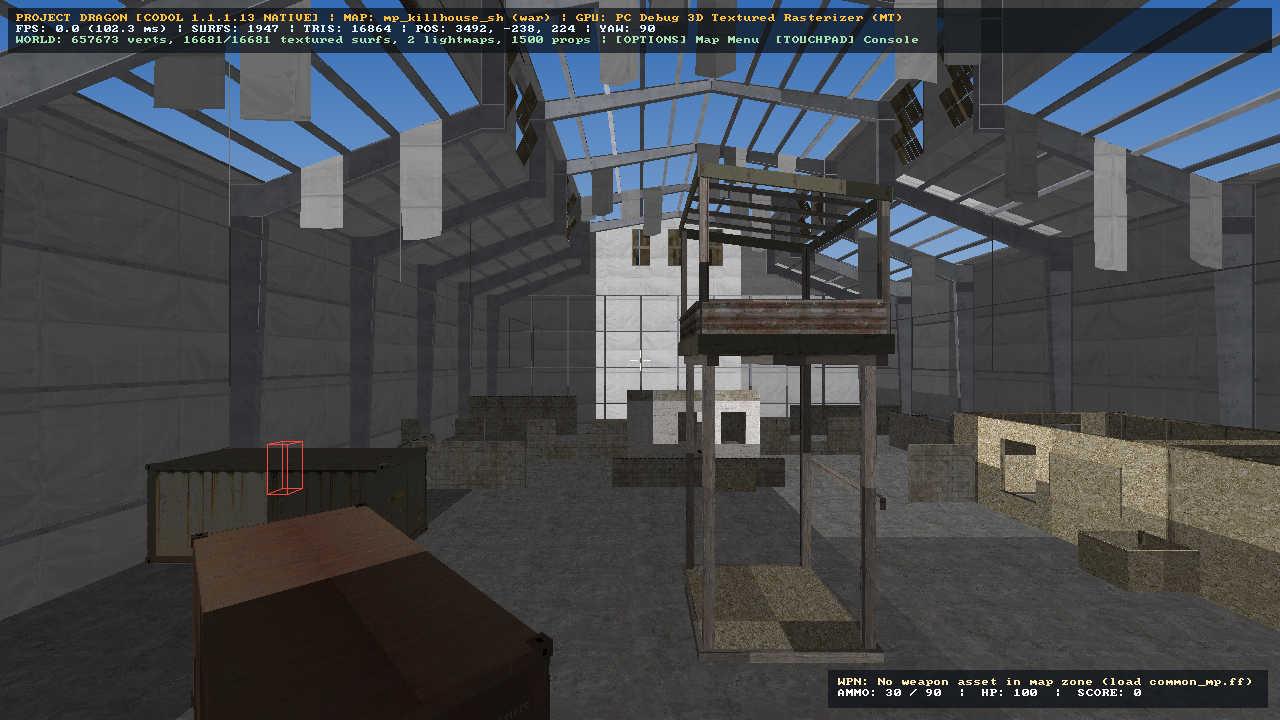 PROJECT DRAGON [CODOL 1.1.1.13 NATIVE] ¦ MAP: mp_killhouse_sh (war) ¦ GPU: PC Debug 3D Textured Rasterizer (MT)
FPS: 0.0 (102.3 ms) ¦ SURFS: 1947 ¦ TRIS: 16864 ¦ POS: 3492, -238, 224 ¦ YAW: 90
WORLD: 657673 verts, 16681/16681 textured surfs, 2 lightmaps, 1500 props ¦ [OPTIONS] Map Menu [TOUCHPAD] Console
WPN: No weapon asset in map zone (load common_mp.ff)
AMMO: 30 / 90 ¦ HP: 100 ¦ SCORE: 0